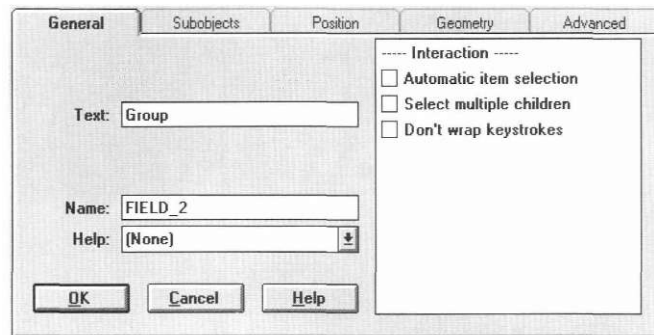 General Subobjects Position Geometry Advanced
Text: Group
Name: FIELD_2
Help: (None)
OK Cancel Help
----- Interaction -----
Automatic item selection
Select multiple children
Don't wrap keystrokes